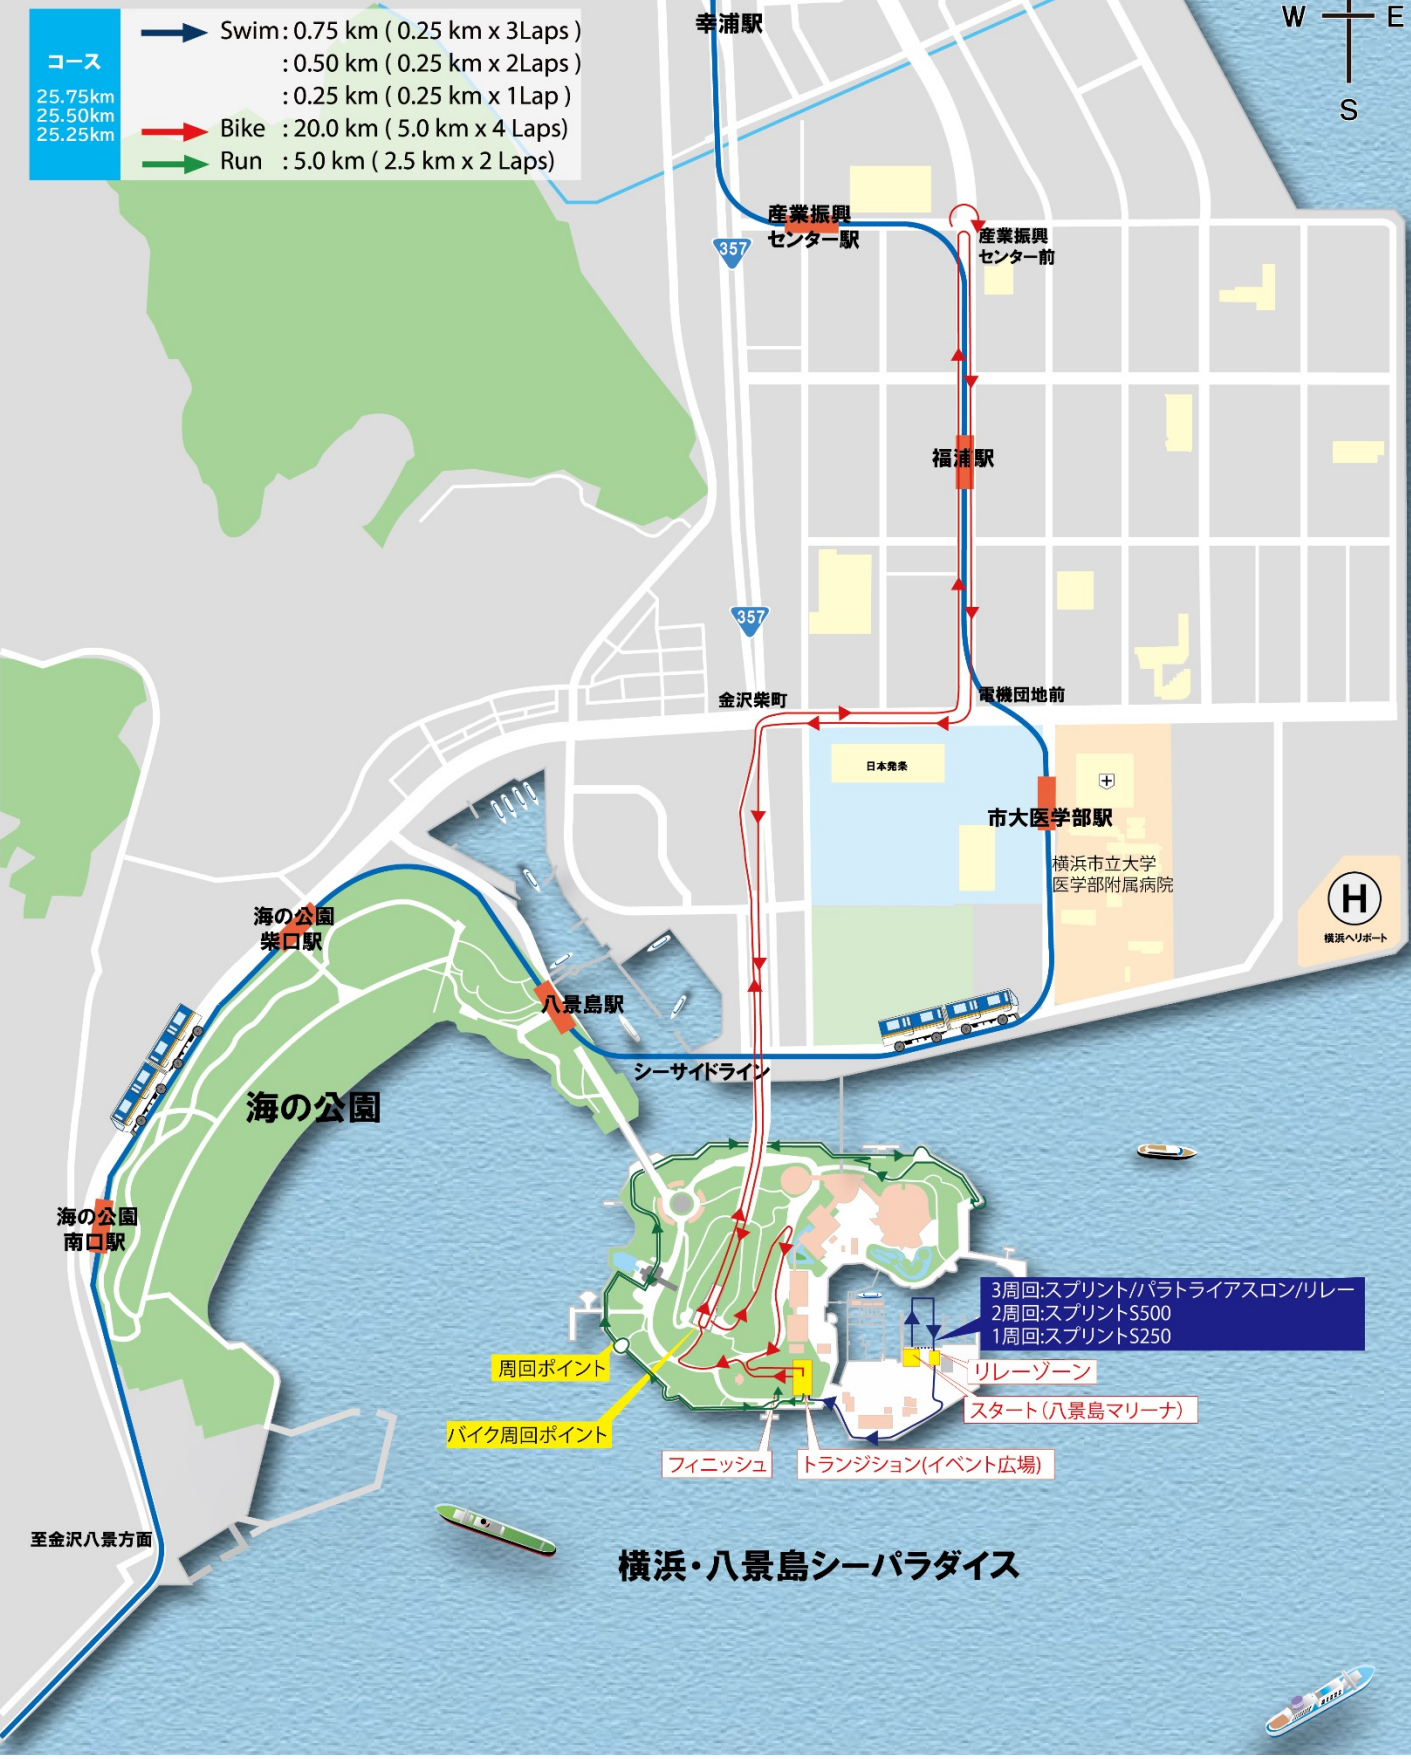 コース
25.75km
25.50km
25.25km
Swim : 0.75 km ( 0.25 km x 3Laps )
: 0.50 km ( 0.25 km x 2Laps )
: 0.25 km ( 0.25 km x 1Lap )
Bike : 20.0 km ( 5.0 km x 4 Laps)
Run : 5.0 km ( 2.5 km x 2 Laps)
幸浦駅
W E
S
産業振興
センター駅
357
産業振興
センター前
福浦駅
357
金沢柴町
電機団地前
日本発条
市大医学部駅
横浜市立大学
医学部附属病院
H
横浜ヘリポート
海の公園
柴口駅
八景島駅
シーサイドライン
海の公園
海の公園
南口駅
3周回:スプリント/パラトライアスロン/リレー
2周回:スプリントS500
1周回:スプリントS250
周回ポイント
リレーゾーン
スタート(八景島マリーナ)
バイク周回ポイント
フィニッシュ
トランジション(イベント広場)
至金沢八景方面
横浜・八景島シーパラダイス